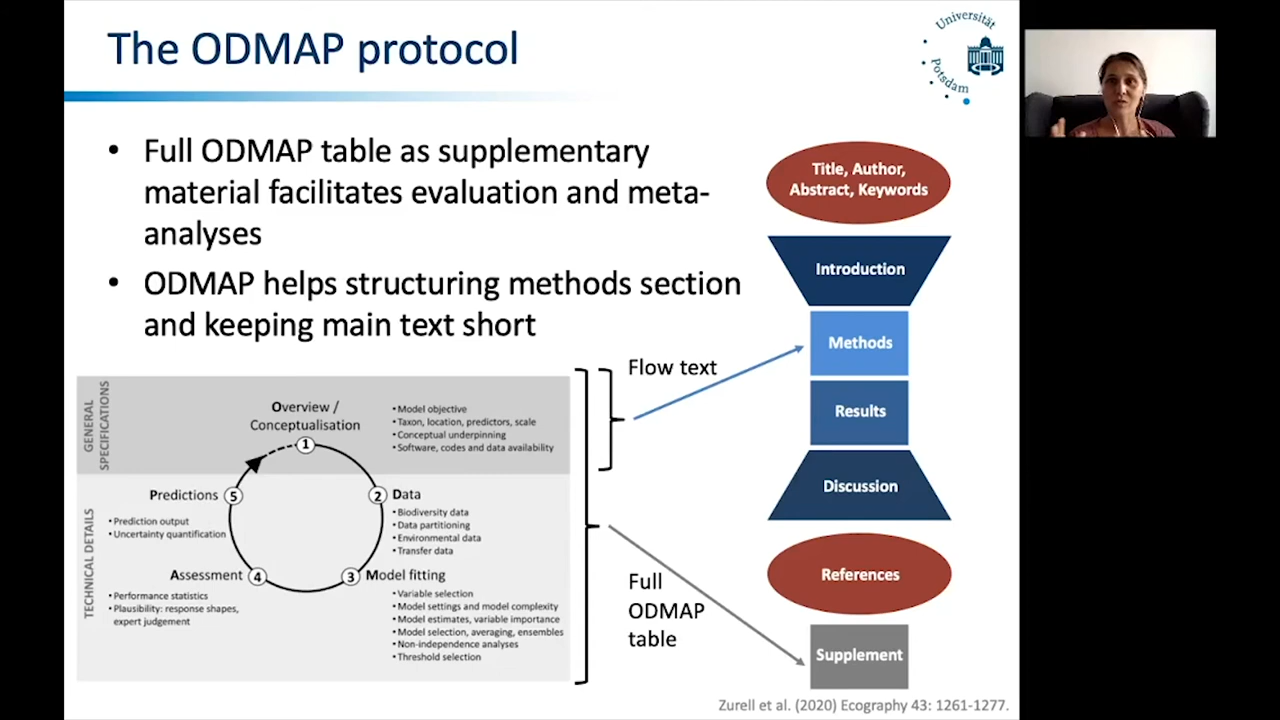 The ODMAP protocol
Universität
Potsdam
• Full ODMAP table as supplementary
material facilitates evaluation and meta-
analyses
• ODMAP helps structuring methods section
and keeping main text short
GENERAL
SPECIFICATIONS
Overview /
Conceptualisation
1
• Model objective
• Taxon, location, predictors, scale
• Conceptual underpinning
• Software, codes and data availability
TECHNICAL DETAILS
Predictions 5
• Prediction output
• Uncertainty quantification
2 Data
• Biodiversity data
• Data partitioning
• Environmental data
• Transfer data
Assessment 4
• Performance statistics
• Plausibility: response shapes,
expert judgement
3 Model fitting
• Variable selection
• Model settings and model complexity
• Model estimates, variable importance
• Model selection, averaging, ensembles
• Non-independence analyses
• Threshold selection
Flow text
Full
ODMAP
table
Title, Author,
Abstract, Keywords
Introduction
Methods
Results
Discussion
References
Supplement
Zurell et al. (2020) Ecography 43: 1261-1277.